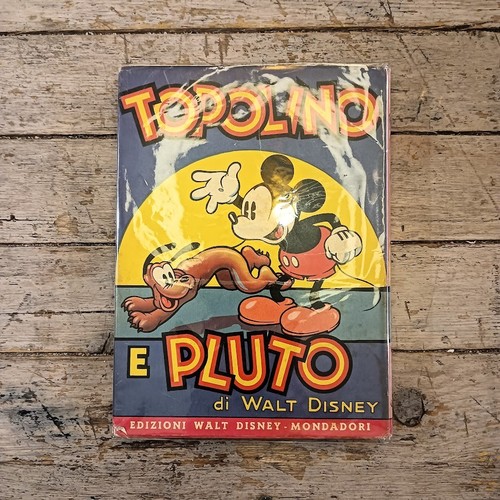 TOPOLINO
E PLUTO
di WALT DISNEY
EDIZIONI WALT DISNEY - MONDADORI